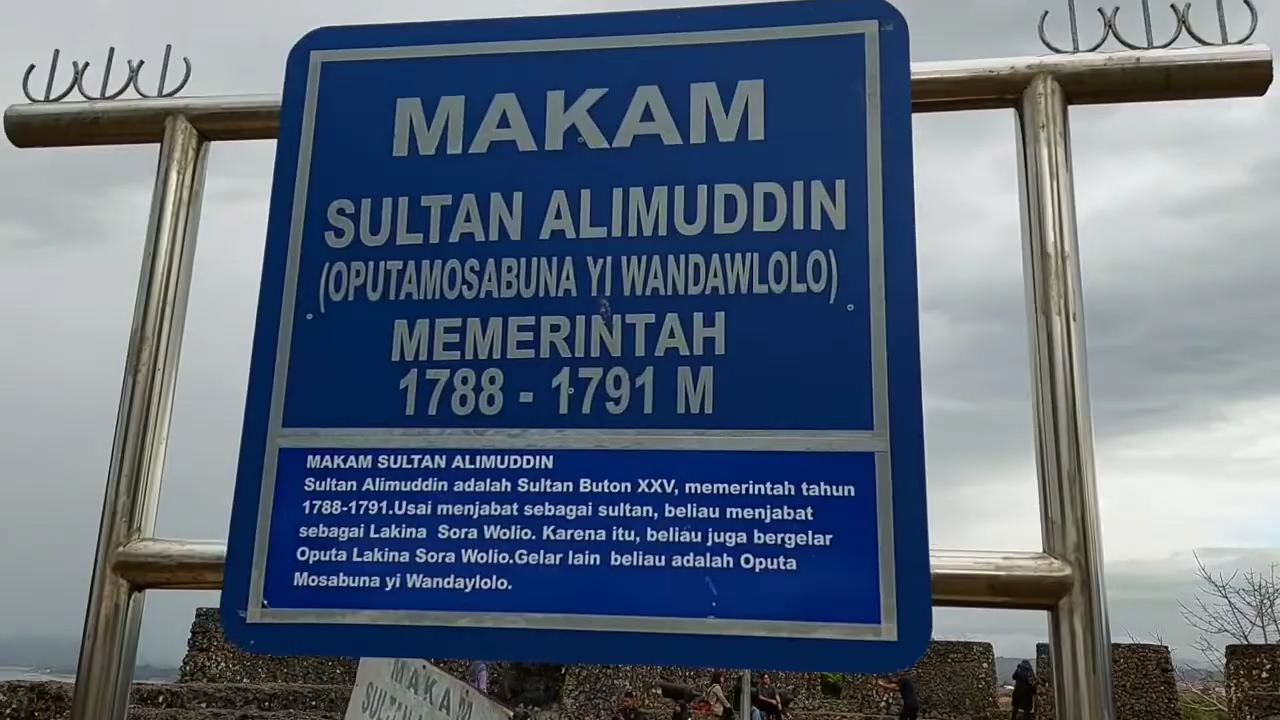 MAKAM
SULTAN ALIMUDDIN
(OPUTAMOSABUNA YI WANDAWLOLO)
MEMERINTAH
1788 - 1791 M
MAKAM SULTAN ALIMUDDIN
Sultan Alimuddin adalah Sultan Buton XXV, memerintah tahun
1788-1791.Usai menjabat sebagai sultan, beliau menjabat
sebagai Lakina Sora Wolio. Karena itu, beliau juga bergelar
Oputa Lakina Sora Wolio.Gelar lain beliau adalah Oputa
Mosabuna yi Wandaylolo.
MAKAM